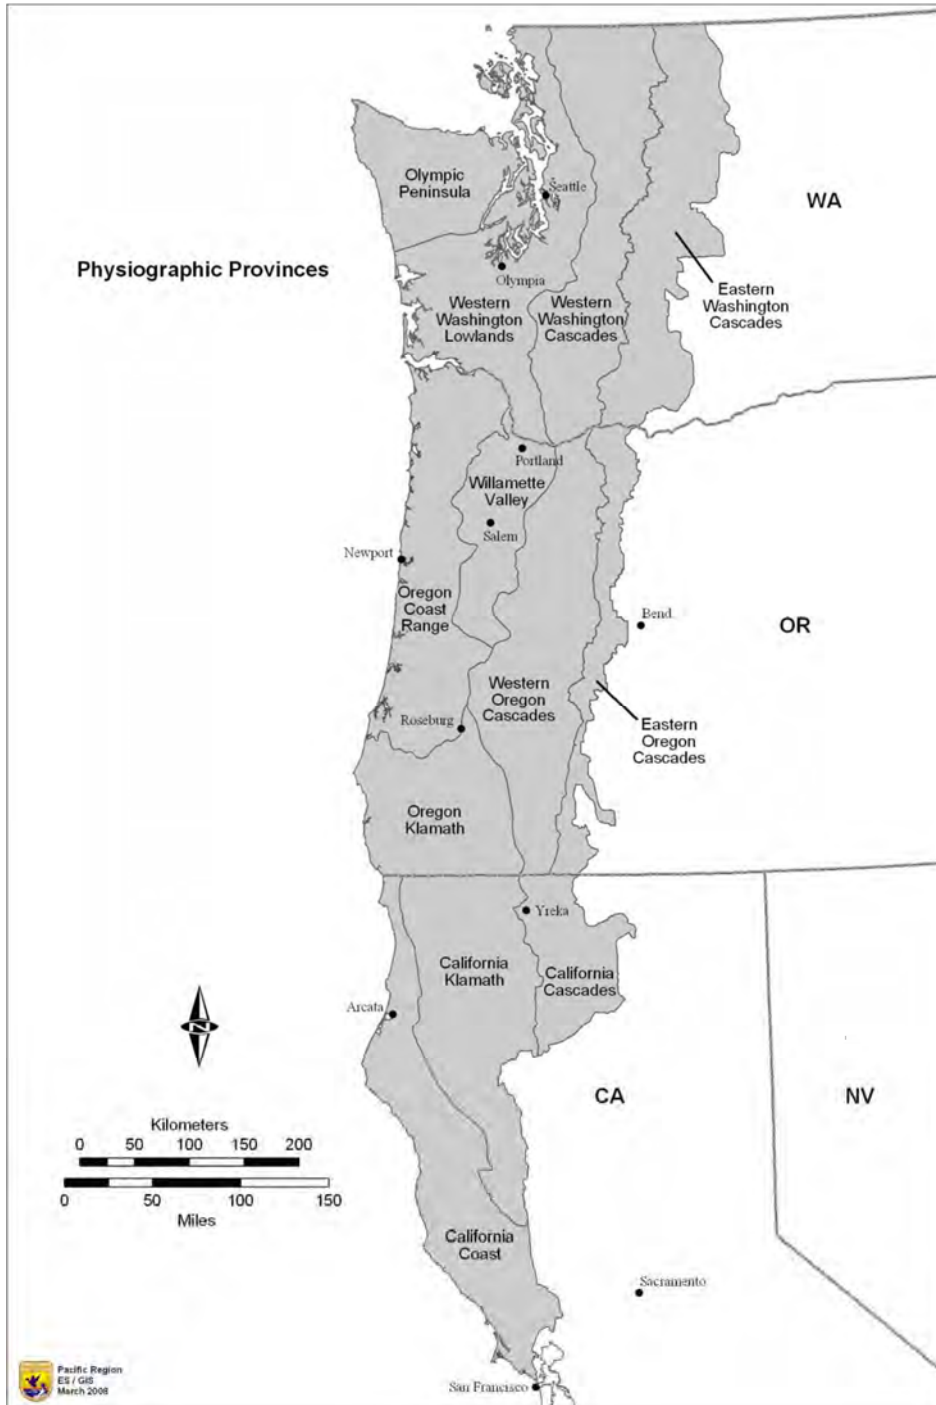 Olympic
Peninsula
Seattle
WA
Physiographic Provinces
Olympia
Western
Washington
Lowlands
Western
Washington
Cascades
Eastern
Washington
Cascades
Portland
Willamette
Valley
Salem
Newport
Oregon
Coast
Range
Bend
OR
Western
Oregon
Cascades
Roseburg
Eastern
Oregon
Cascades
Oregon
Klamath
Yreka
California
Klamath
California
Cascades
Arcata
N
CA
NV
Kilometers
0 50 100 150 200
0 50 100 150
Miles
California
Coast
Sacramento
San Francisco
Pacific Region
ES / GIS
March 2008